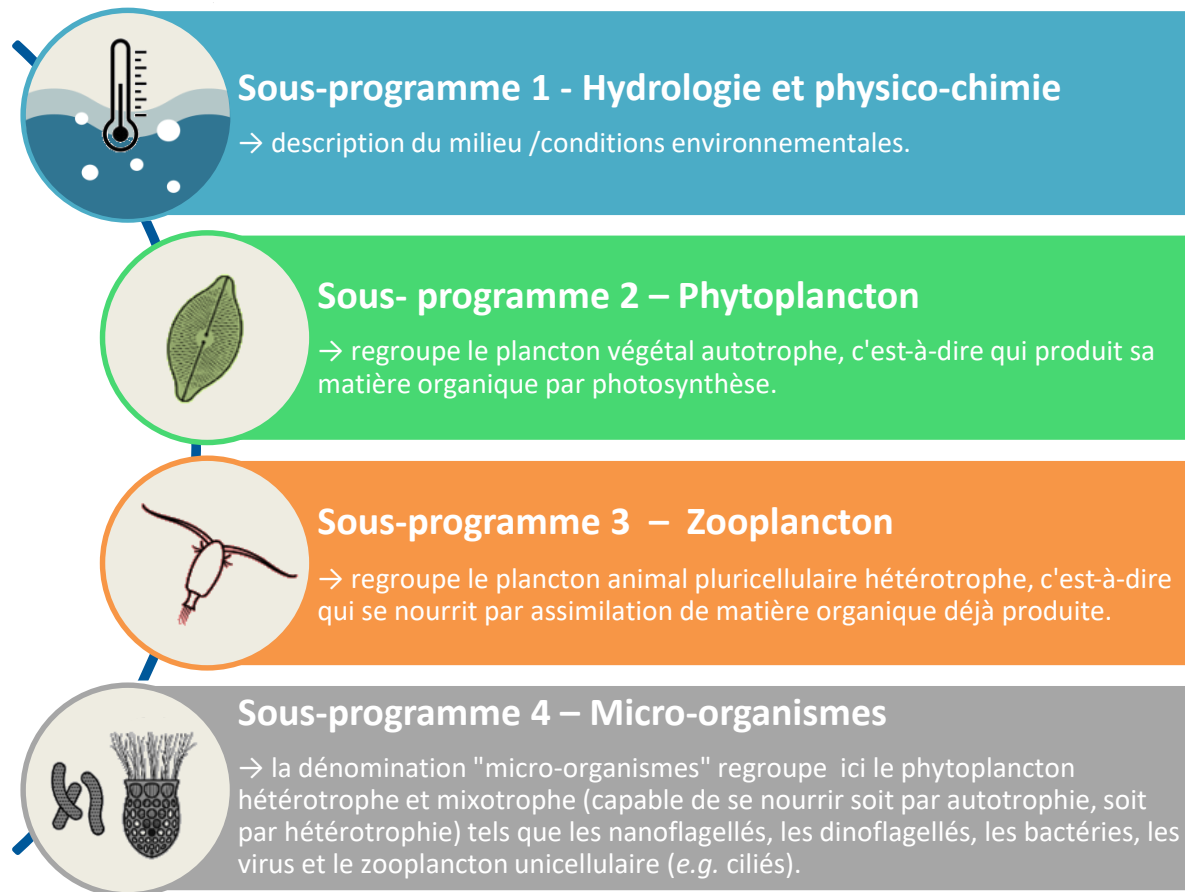 Sous-programme 1 - Hydrologie et physico-chimie
→ description du milieu /conditions environnementales.
Sous- programme 2 – Phytoplancton
→ regroupe le plancton végétal autotrophe, c'est-à-dire qui produit sa
matière organique par photosynthèse.
Sous-programme 3 – Zooplancton
→ regroupe le plancton animal pluricellulaire hétérotrophe, c'est-à-dire
qui se nourrit par assimilation de matière organique déjà produite.
Sous-programme 4 – Micro-organismes
→ la dénomination "micro-organismes" regroupe ici le phytoplancton
hétérotrophe et mixotrophe (capable de se nourrir soit par autotrophie, soit
par hétérotrophie) tels que les nanoflagellés, les dinoflagellés, les bactéries, les
virus et le zooplancton unicellulaire (e.g. ciliés).